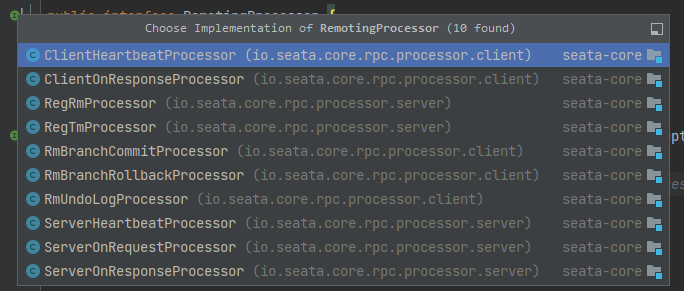 public interface RemotingProcessor {
Choose Implementation of RemotingProcessor (10 found)
C ClientHeartbeatProcessor (io.seata.core.rpc.processor.client) seata-core
C ClientOnResponseProcessor (io.seata.core.rpc.processor.client) seata-core
C RegRmProcessor (io.seata.core.rpc.processor.server) seata-core
C RegTmProcessor (io.seata.core.rpc.processor.server) seata-core
C RmBranchCommitProcessor (io.seata.core.rpc.processor.client) seata-core
C RmBranchRollbackProcessor (io.seata.core.rpc.processor.client) seata-core
C RmUndoLogProcessor (io.seata.core.rpc.processor.client) seata-core
C ServerHeartbeatProcessor (io.seata.core.rpc.processor.server) seata-core
C ServerOnRequestProcessor (io.seata.core.rpc.processor.server) seata-core
C ServerOnResponseProcessor (io.seata.core.rpc.processor.server) seata-core